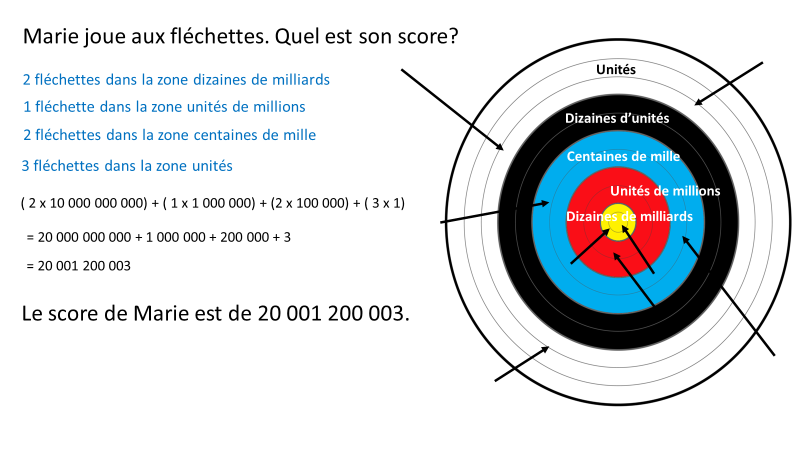 Marie joue aux fléchettes. Quel est son score?
2 fléchettes dans la zone dizaines de milliards
1 fléchette dans la zone unités de millions
2 fléchettes dans la zone centaines de mille
3 fléchettes dans la zone unités
( 2 x 10 000 000 000) + ( 1 x 1 000 000) + (2 x 100 000) + ( 3 x 1)
= 20 000 000 000 + 1 000 000 + 200 000 + 3
= 20 001 200 003
Le score de Marie est de 20 001 200 003.
Unités
Dizaines d’unités
Centaines de mille
Unités de millions
Dizaines de milliards